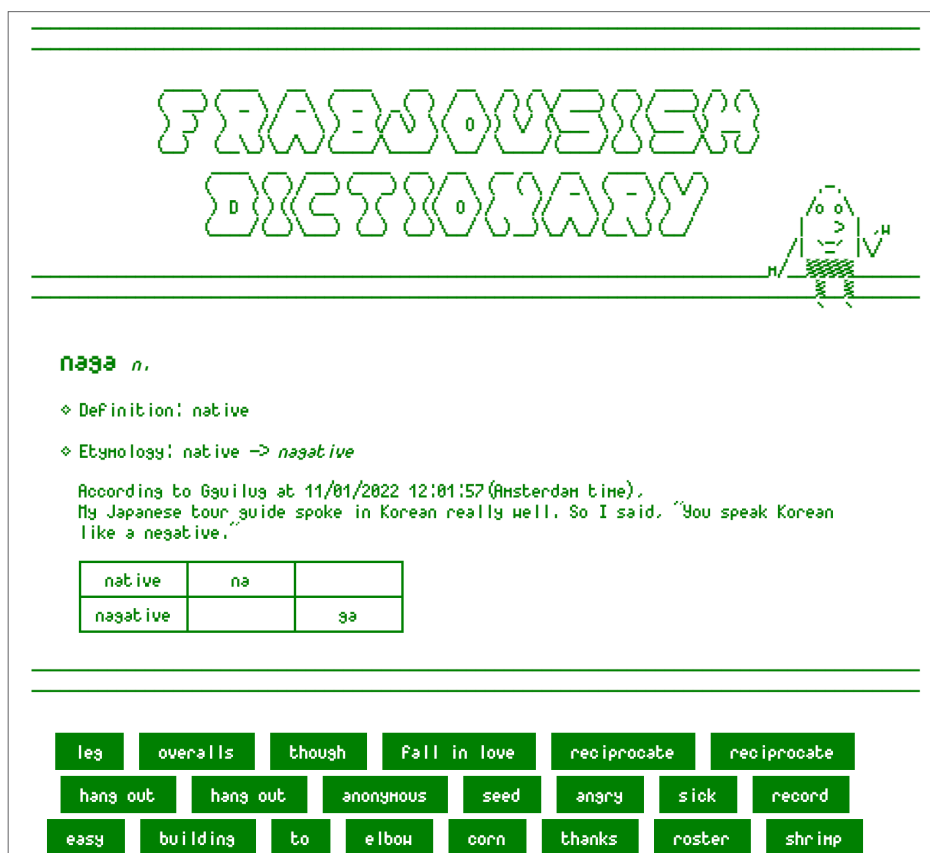 FRABJOUSISH
DICTIONARY
naga n.
◇ Definition: native
◇ Etymology: native -> nagative
According to Gguilug at 11/01/2022 12:01:57(Amsterdam time),
My Japanese tour guide spoke in Korean really well. So I said, "You speak Korean
like a negative."
native na
nagative ga
leg overalls though fall in love reciprocate reciprocate
hang out hang out anonymous seed angry sick record
easy building to elbow corn thanks roster shrimp